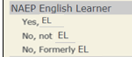 NAEP English Learner
Yes, EL
No, not EL
No, Formerly EL